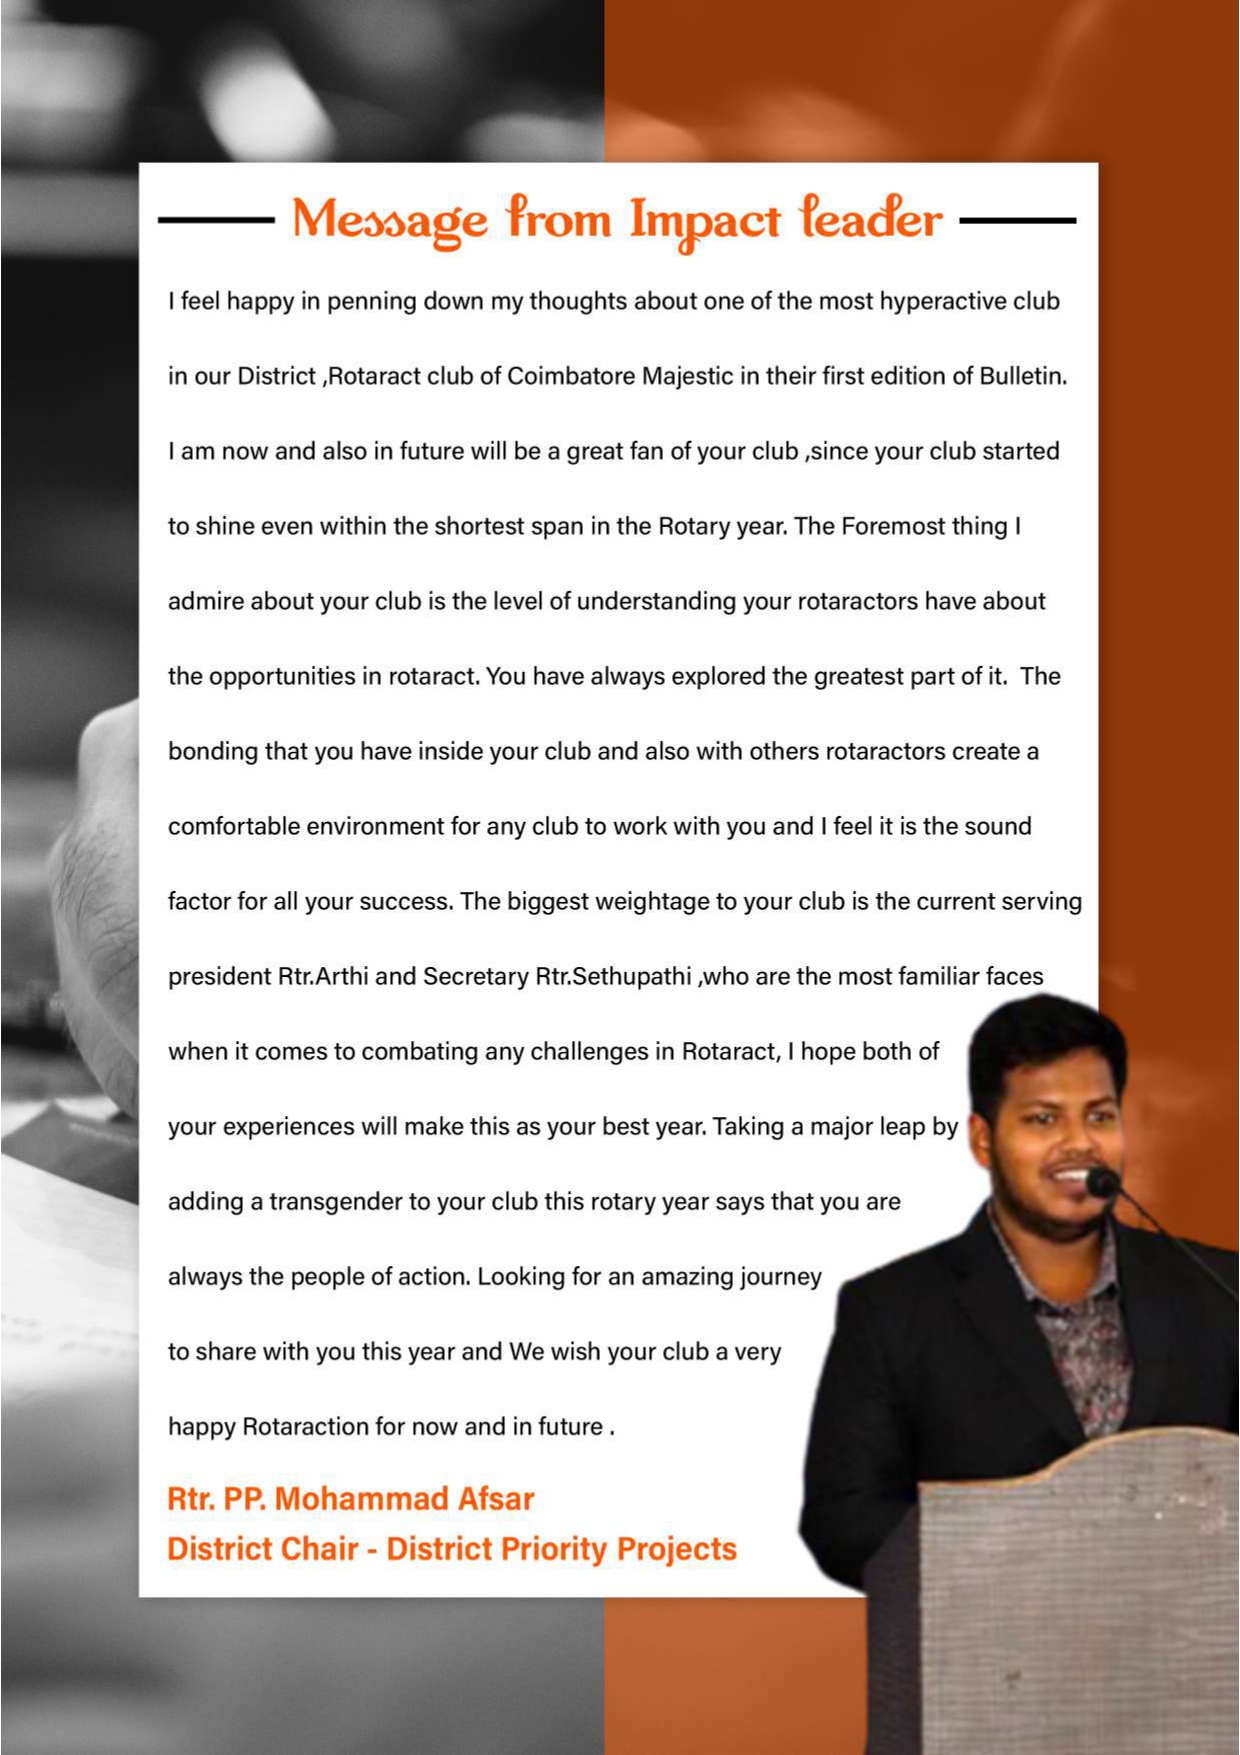 Message from Impact leader
I feel happy in penning down my thoughts about one of the most hyperactive club
in our District ,Rotaract club of Coimbatore Majestic in their first edition of Bulletin.
I am now and also in future will be a great fan of your club ,since your club started
to shine even within the shortest span in the Rotary year. The Foremost thing I
admire about your club is the level of understanding your rotaractors have about
the opportunities in rotaract. You have always explored the greatest part of it.  The
bonding that you have inside your club and also with others rotaractors create a
comfortable environment for any club to work with you and I feel it is the sound
factor for all your success. The biggest weightage to your club is the current serving
president Rtr.Arthi and Secretary Rtr.Sethupathi ,who are the most familiar faces
when it comes to combating any challenges in Rotaract, I hope both of
your experiences will make this as your best year. Taking a major leap by
adding a transgender to your club this rotary year says that you are
always the people of action. Looking for an amazing journey
to share with you this year and We wish your club a very
happy Rotaraction for now and in future .
Rtr. PP. Mohammad Afsar
District Chair - District Priority Projects